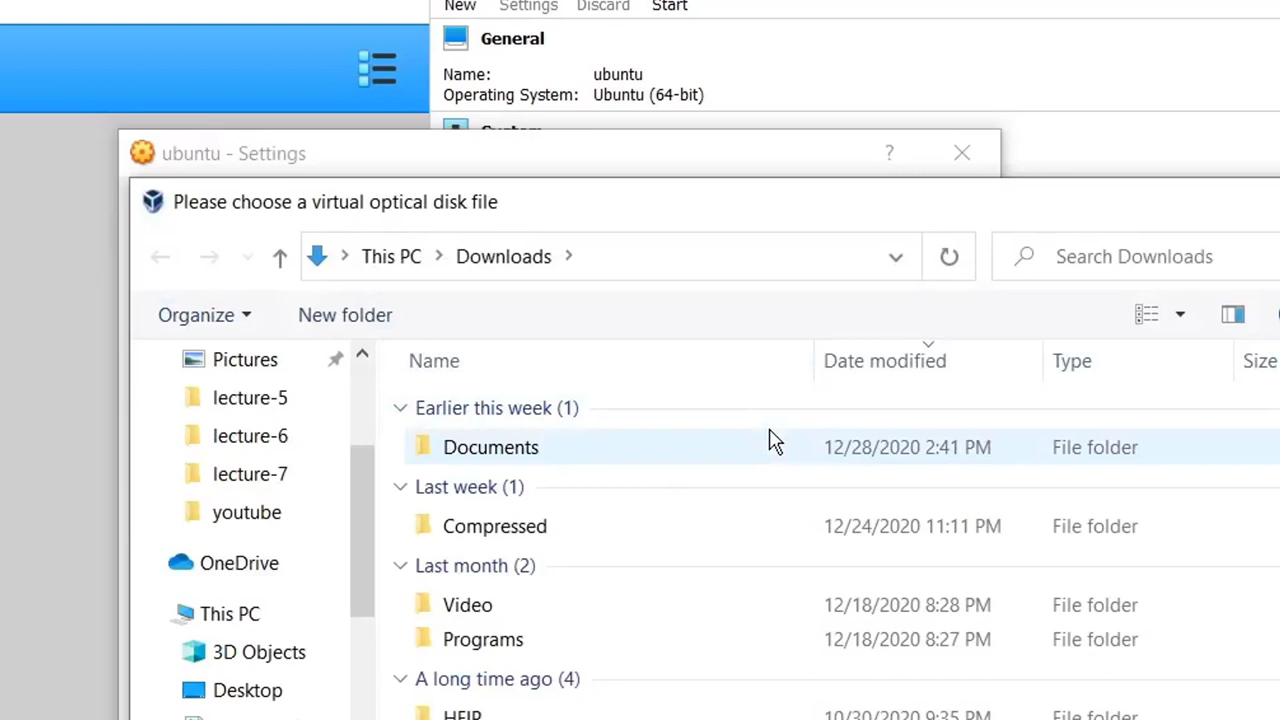 New Settings Discard Start
General
Name: ubuntu
Operating System: Ubuntu (64-bit)
ubuntu - Settings ?
Please choose a virtual optical disk file
This PC > Downloads > Search Downloads
Organize New folder
Name Date modified Type Size
Pictures
lecture-5
lecture-6
lecture-7
youtube
OneDrive
This PC
3D Objects
Desktop
Earlier this week (1)
Documents 12/28/2020 2:41 PM File folder
Last week (1)
Compressed 12/24/2020 11:11 PM File folder
Last month (2)
Video 12/18/2020 8:28 PM File folder
Programs 12/18/2020 8:27 PM File folder
A long time ago (4)
10/30/2020 9:35 PM File folder